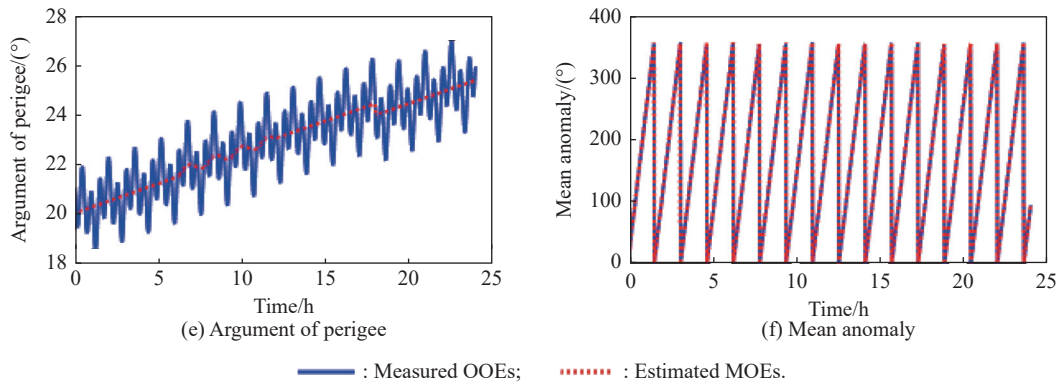 28
26
24
22
20
18
Argument of perigee/(°)
0 5 10 15 20 25
Time/h
(e) Argument of perigee
400
300
200
100
0
Mean anomaly/(°)
0 5 10 15 20 25
Time/h
(f) Mean anomaly
: Measured OOEs; : Estimated MOEs.